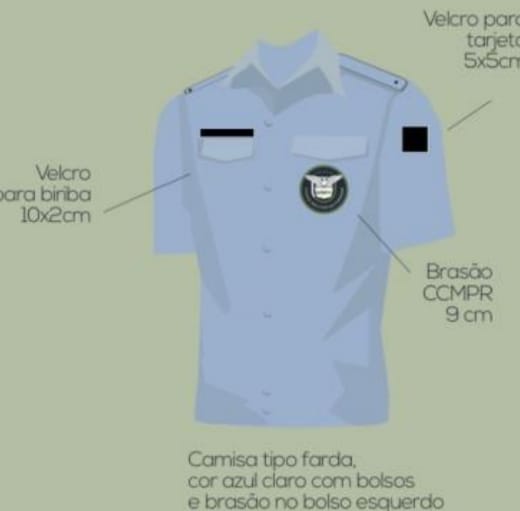 Velcro para
tarjeta
5x5cm
Velcro
para biriba
10x2cm
Brasão
CCMPR
9 cm
Camisa tipo farda,
cor azul claro com bolsos
e brasão no bolso esquerdo